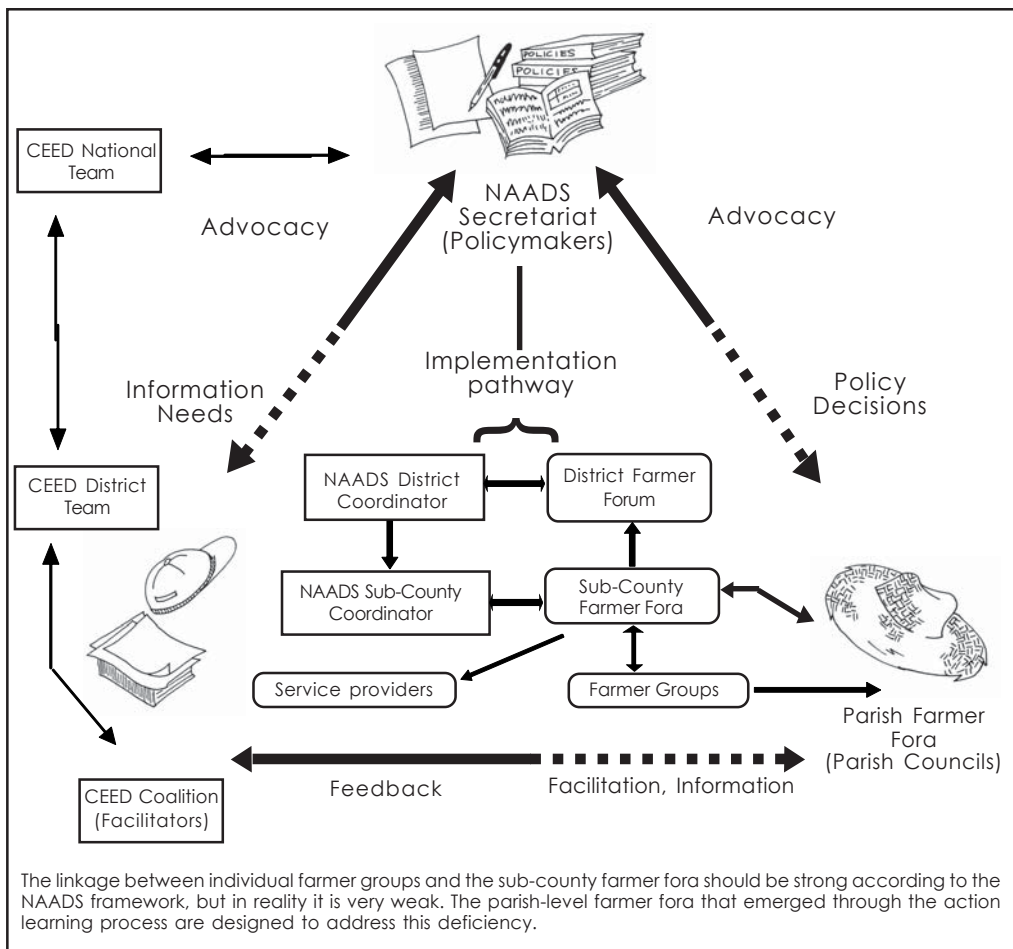 POLICIES
POLICIES
CEED National
Team
NAADS
Secretariat
(Policymakers)
Advocacy
Advocacy
Implementation
pathway
Information
Needs
Policy
Decisions
CEED District
Team
NAADS District
Coordinator
District Farmer
Forum
NAADS Sub-County
Coordinator
Sub-County
Farmer Fora
Service providers
Farmer Groups
Parish Farmer
Fora
(Parish Councils)
Feedback
Facilitation, Information
CEED Coalition
(Facilitators)
The linkage between individual farmer groups and the sub-county farmer fora should be strong according to the
NAADS framework, but in reality it is very weak. The parish-level farmer fora that emerged through the action
learning process are designed to address this deficiency.